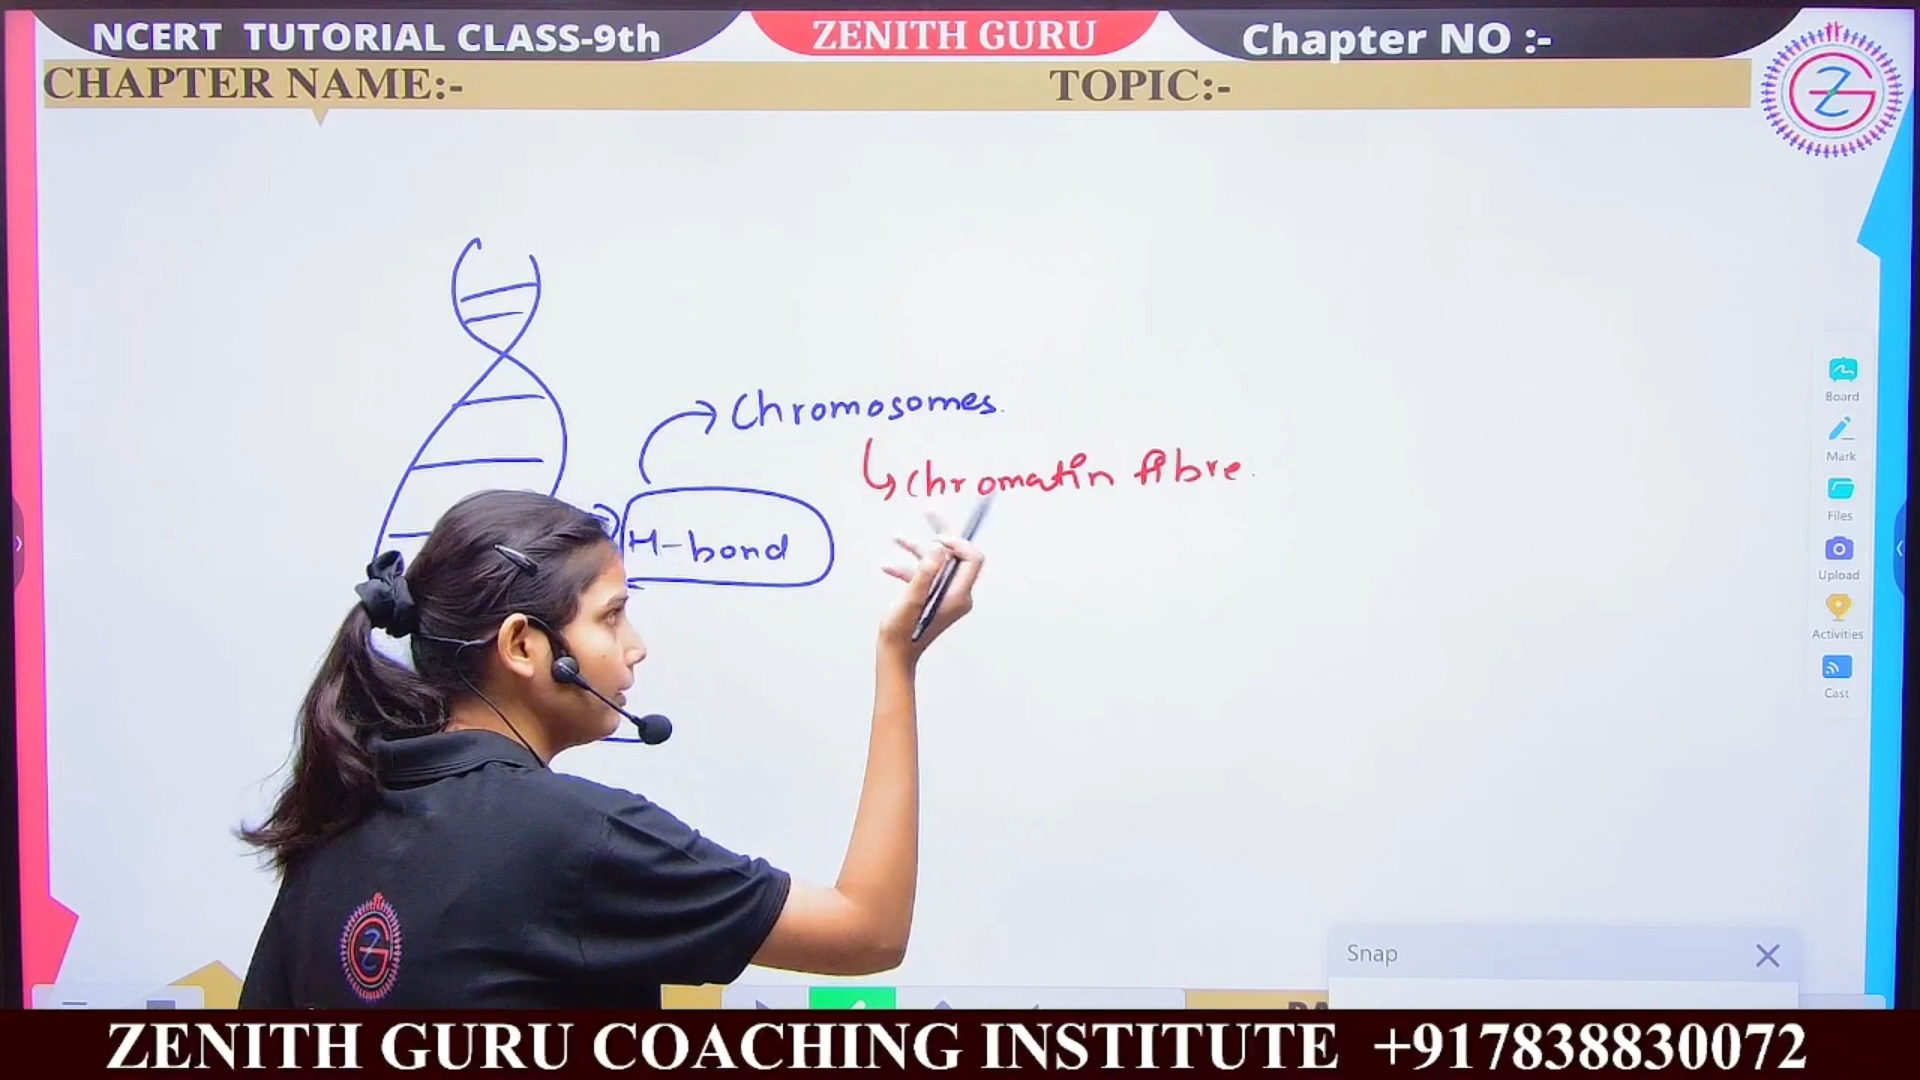 NCERT TUTORIAL CLASS-9th
ZENITH GURU
Chapter NO :-
CHAPTER NAME:-
TOPIC:-
Chromosomes.
Chromatin fibre.
H-bond
Board
Mark
Files
Upload
Activities
Cast
Snap
ZENITH GURU COACHING INSTITUTE +917838830072